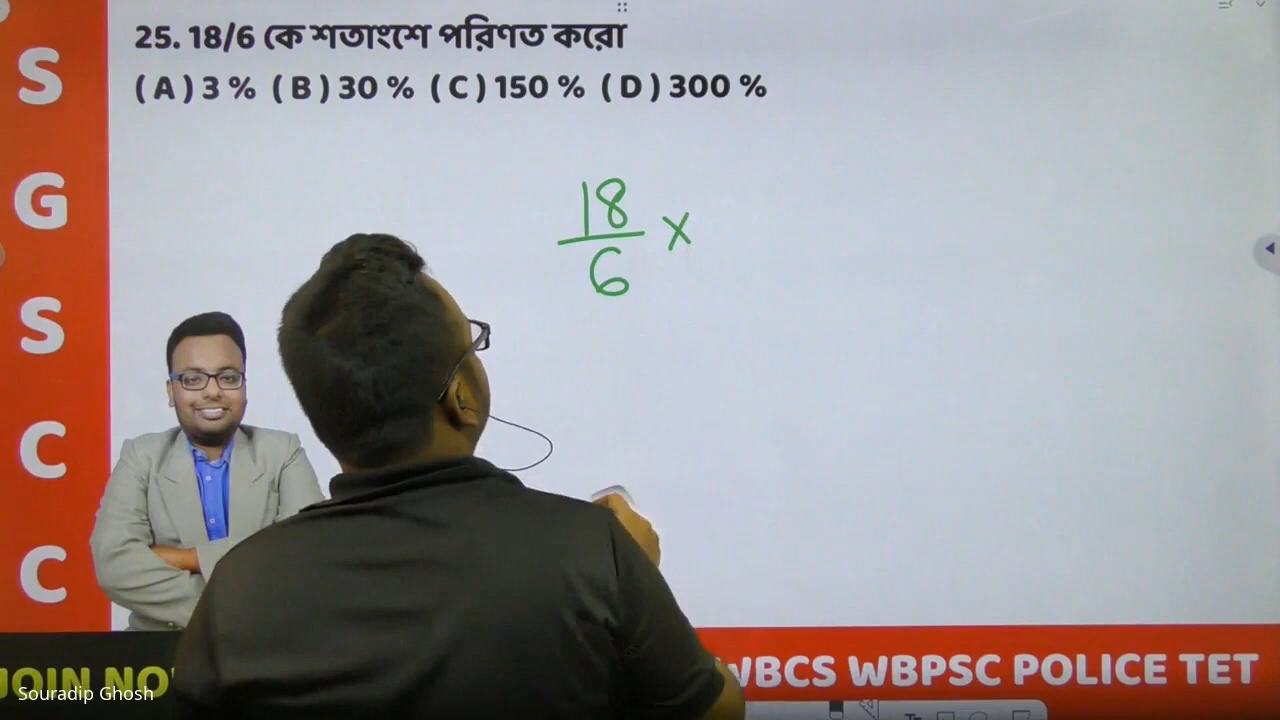 25. 18/6 কে শতাংশে পরিণত করো
( A ) 3 % ( B ) 30 % ( C ) 150 % ( D ) 300 %
18
6
×
S
G
S
C
C
JOIN
WBCS WBPSC POLICE TET
Souradip Ghosh